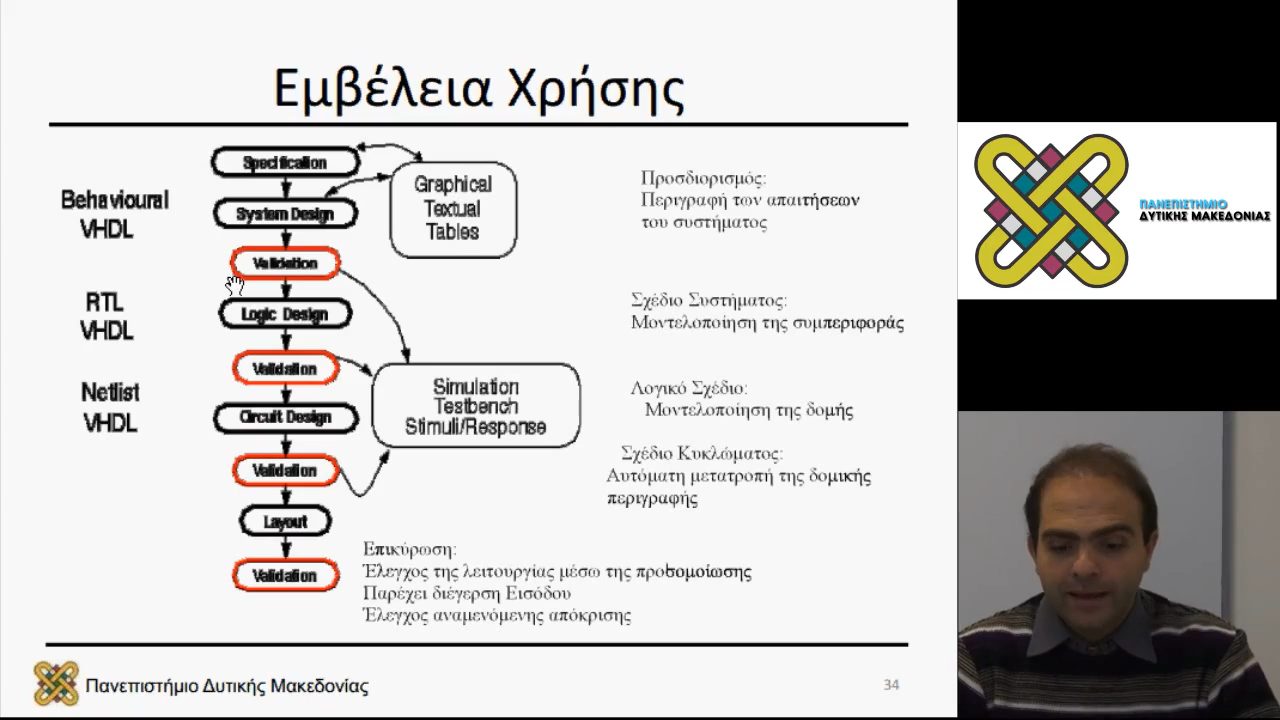 Εμβέλεια Χρήσης
Specification
System Design
Validation
Logic Design
Validation
Circuit Design
Validation
Layout
Validation
Behavioural
VHDL
RTL
VHDL
Netlist
VHDL
Graphical
Textual
Tables
Simulation
Testbench
Stimuli/Response
Προσδιορισμός:
Περιγραφή των απαιτήσεων
του συστήματος
Σχέδιο Συστήματος:
Μοντελοποίηση της συμπεριφοράς
Λογικό Σχέδιο:
Μοντελοποίηση της δομής
Σχέδιο Κυκλώματος:
Αυτόματη μετατροπή της δομικής
περιγραφής
Επικύρωση:
Έλεγχος της λειτουργίας μέσω της προσομοίωσης
Παρέχει διέγερση Εισόδου
Έλεγχος αναμενόμενης απόκρισης
Πανεπιστήμιο Δυτικής Μακεδονίας
34
ΠΑΝΕΠΙΣΤΗΜΙΟ
ΔΥΤΙΚΗΣ ΜΑΚΕΔΟΝΙΑΣ